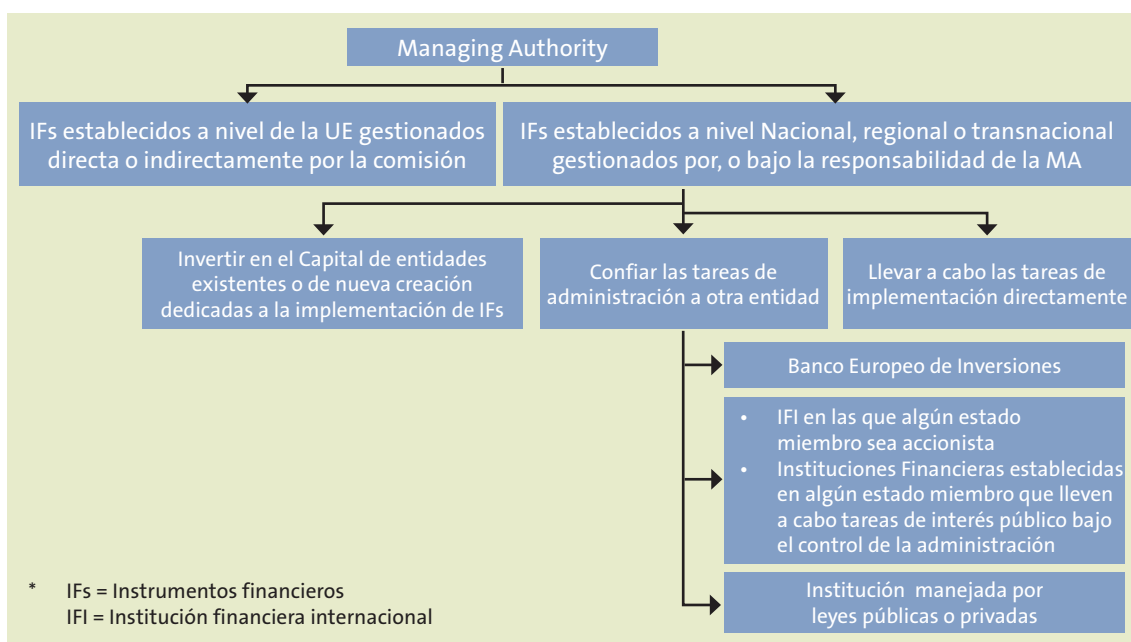 Managing Authority
IFs establecidos a nivel de la UE gestionados
directa o indirectamente por la comisión
IFs establecidos a nivel Nacional, regional o transnacional
gestionados por, o bajo la responsabilidad de la MA
Invertir en el Capital de entidades
existentes o de nueva creación
dedicadas a la implementación de IFs
Confiar las tareas de
administración a otra entidad
Llevar a cabo las tareas de
implementación directamente
Banco Europeo de Inversiones
• IFI en las que algún estado
miembro sea accionista
• Instituciones Financieras establecidas
en algún estado miembro que lleven
a cabo tareas de interés público bajo
el control de la administración
Institución manejada por
leyes públicas o privadas
* IFs = Instrumentos financieros
IFI = Institución financiera internacional